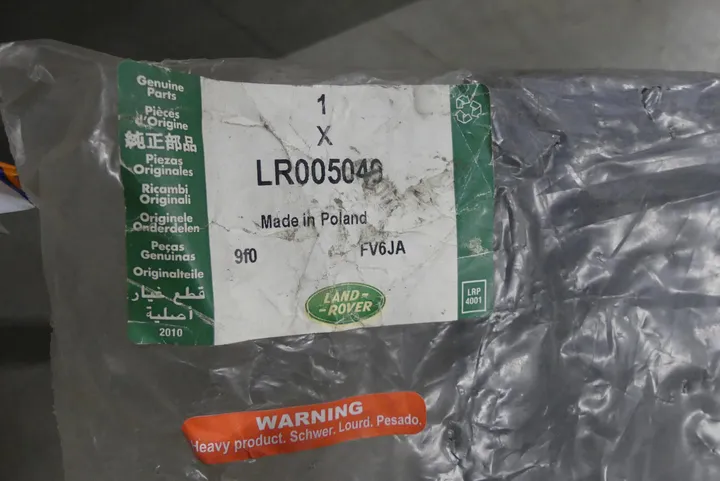 Genuine
Parts
Pièces
d'Origine
純正部品
Piezas
Originales
Ricambi
Originali
Originele
Onderdelen
Peças
Genuinas
Originalteile
قطع غيار
أصلية
2010
1
X
LR005046
Made in Poland
9f0
FV6JA
LAND-
-ROVER
LRP
4001
WARNING
Heavy product. Schwer. Lourd. Pesado.